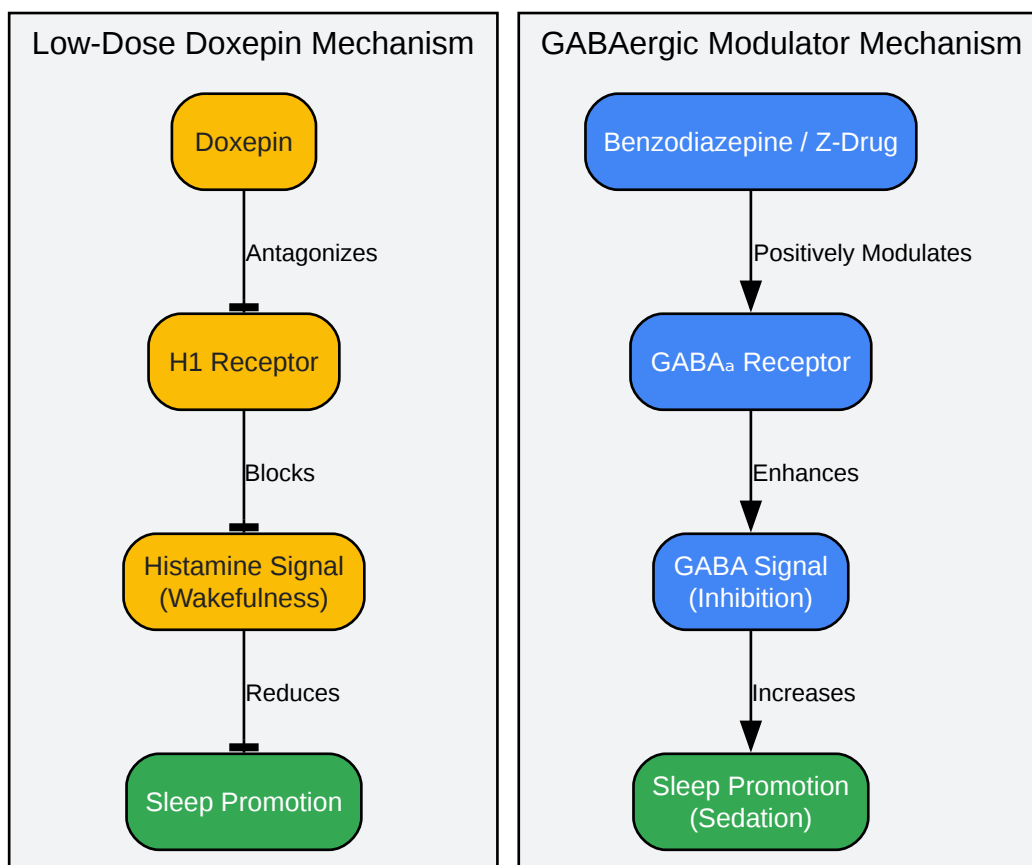 Low-Dose Doxepin Mechanism
Doxepin
Antagonizes
H1 Receptor
Blocks
Histamine Signal
(Wakefulness)
Reduces
Sleep Promotion
GABAergic Modulator Mechanism
Benzodiazepine / Z-Drug
Positively Modulates
GABAₐ Receptor
Enhances
GABA Signal
(Inhibition)
Increases
Sleep Promotion
(Sedation)